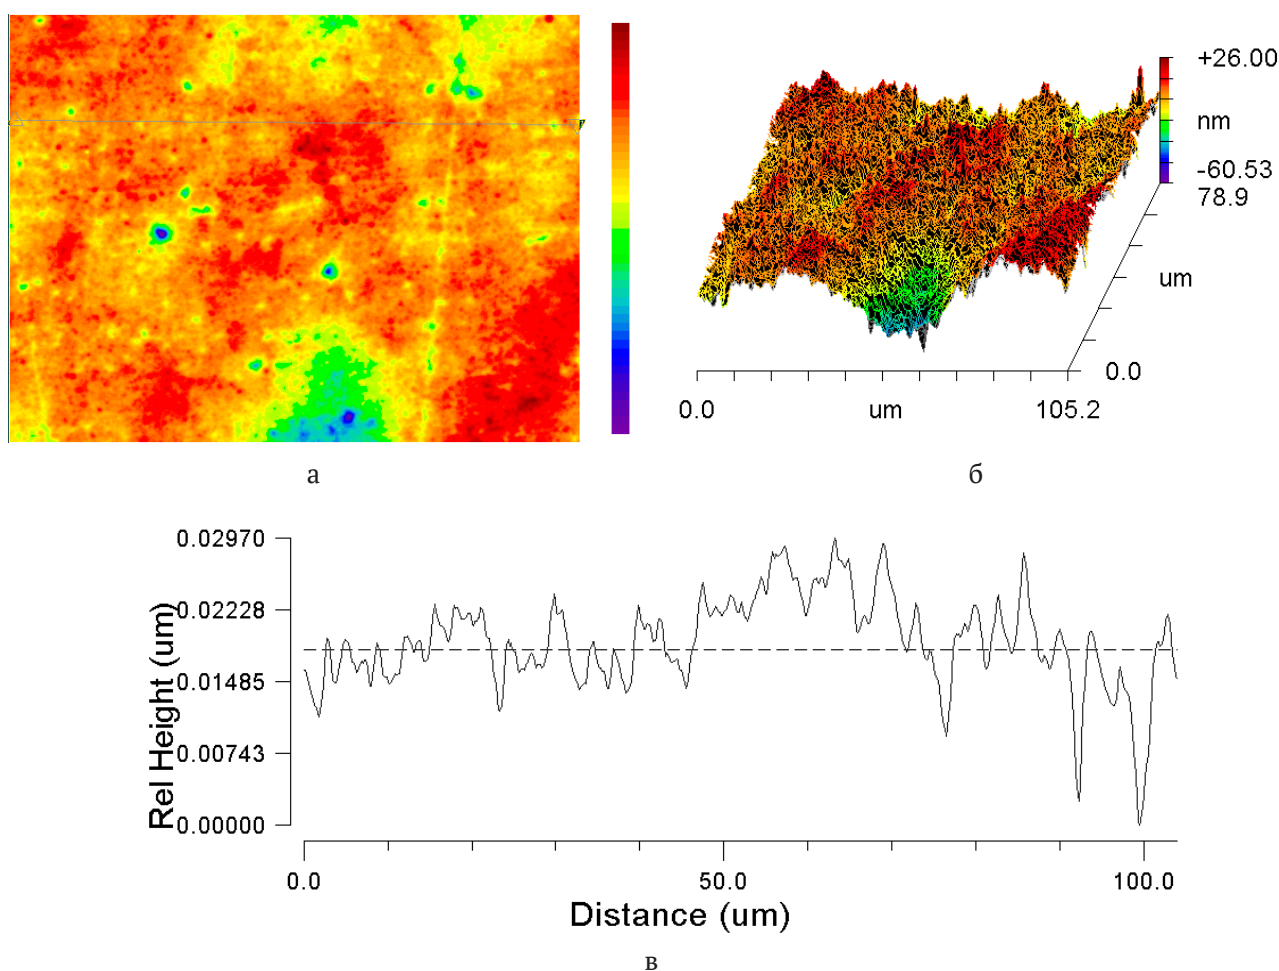 +26.00
nm
-60.53
78.9
um
0.0
0.0
um
105.2
а
б
0.02970
0.02228
0.01485
0.00743
0.00000
Rel Height (um)
0.0
50.0
100.0
Distance (um)
в